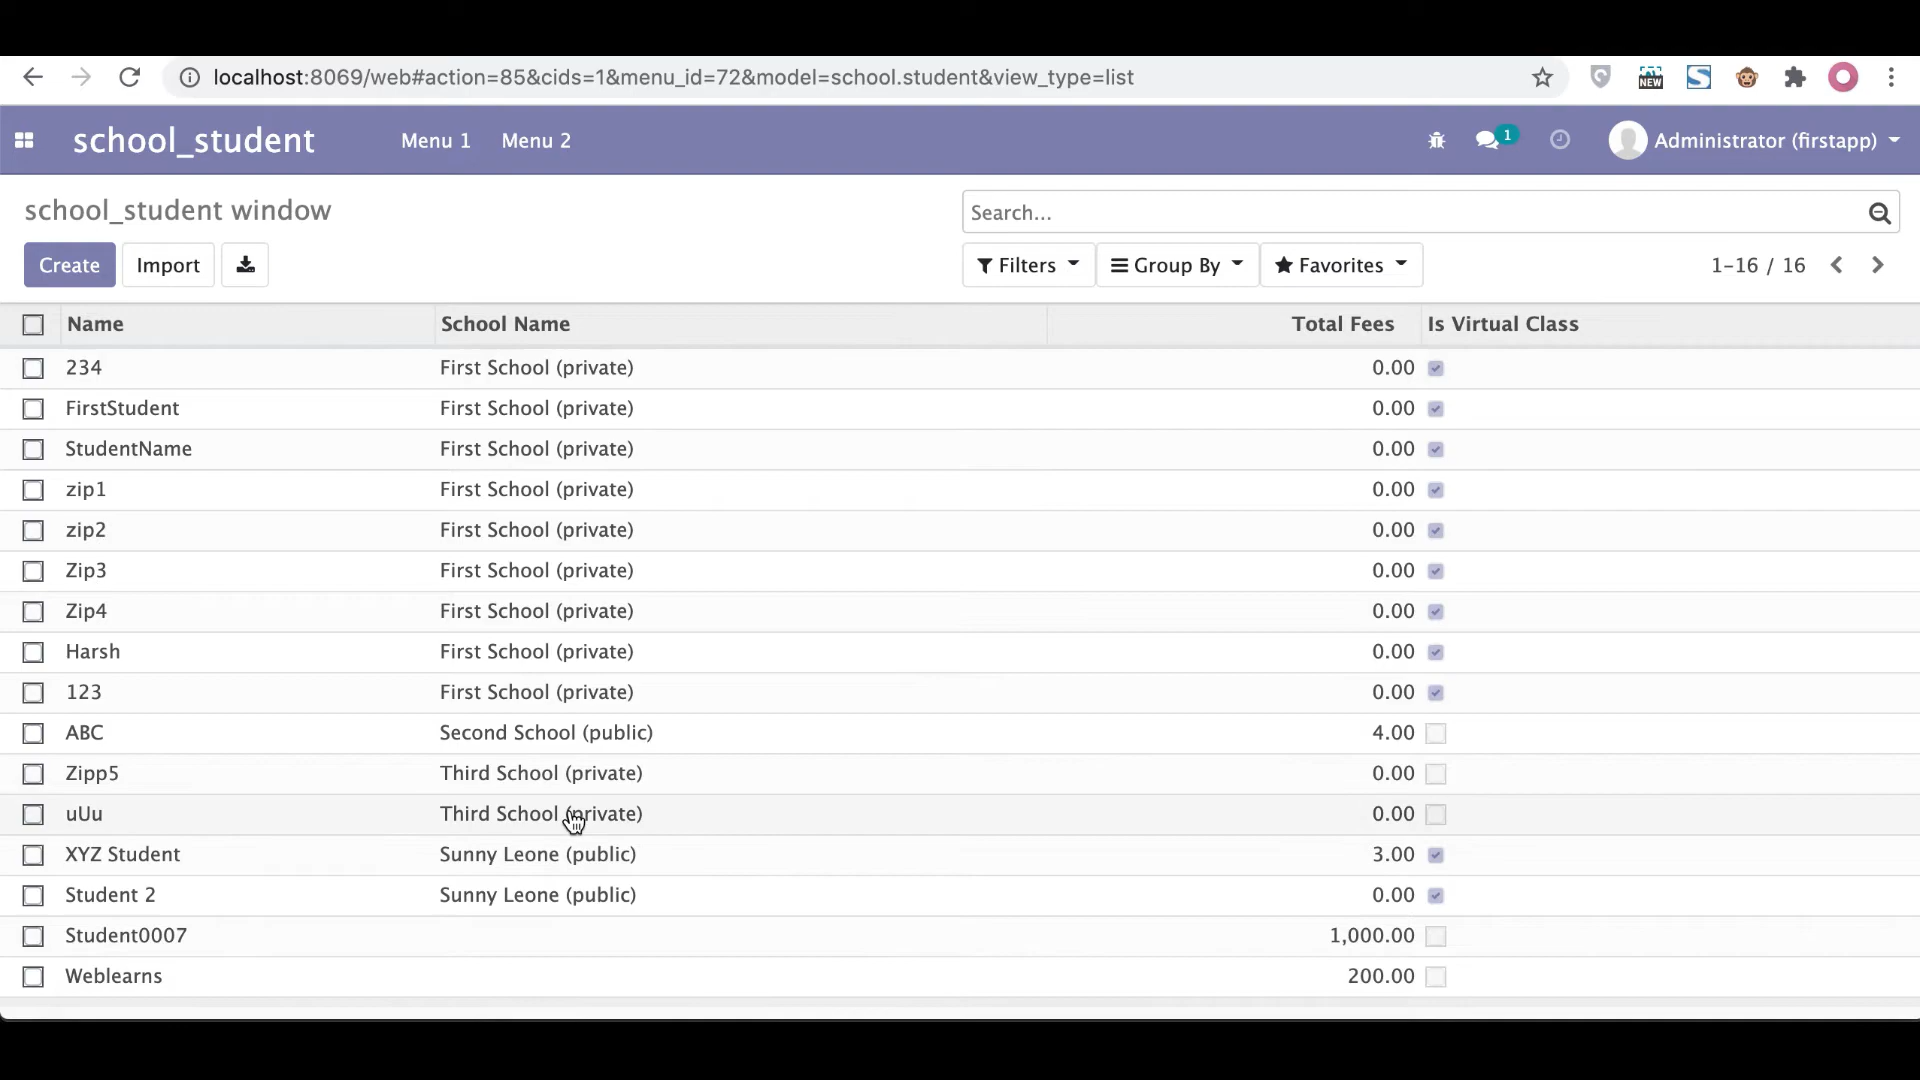 localhost:8069/web#action=85&cids=1&menu_id=72&model=school.student&view_type=list
NEW
S
school_student Menu 1 Menu 2 1 Administrator (firstapp)
school_student window
Search...
Create Import Filters Group By Favorites 1-16 / 16
Name School Name Total Fees Is Virtual Class
234 First School (private) 0.00
FirstStudent First School (private) 0.00
StudentName First School (private) 0.00
zip1 First School (private) 0.00
zip2 First School (private) 0.00
Zip3 First School (private) 0.00
Zip4 First School (private) 0.00
Harsh First School (private) 0.00
123 First School (private) 0.00
ABC Second School (public) 4.00
Zipp5 Third School (private) 0.00
uUu Third School (private) 0.00
XYZ Student Sunny Leone (public) 3.00
Student 2 Sunny Leone (public) 0.00
Student0007 1,000.00
Weblearns 200.00